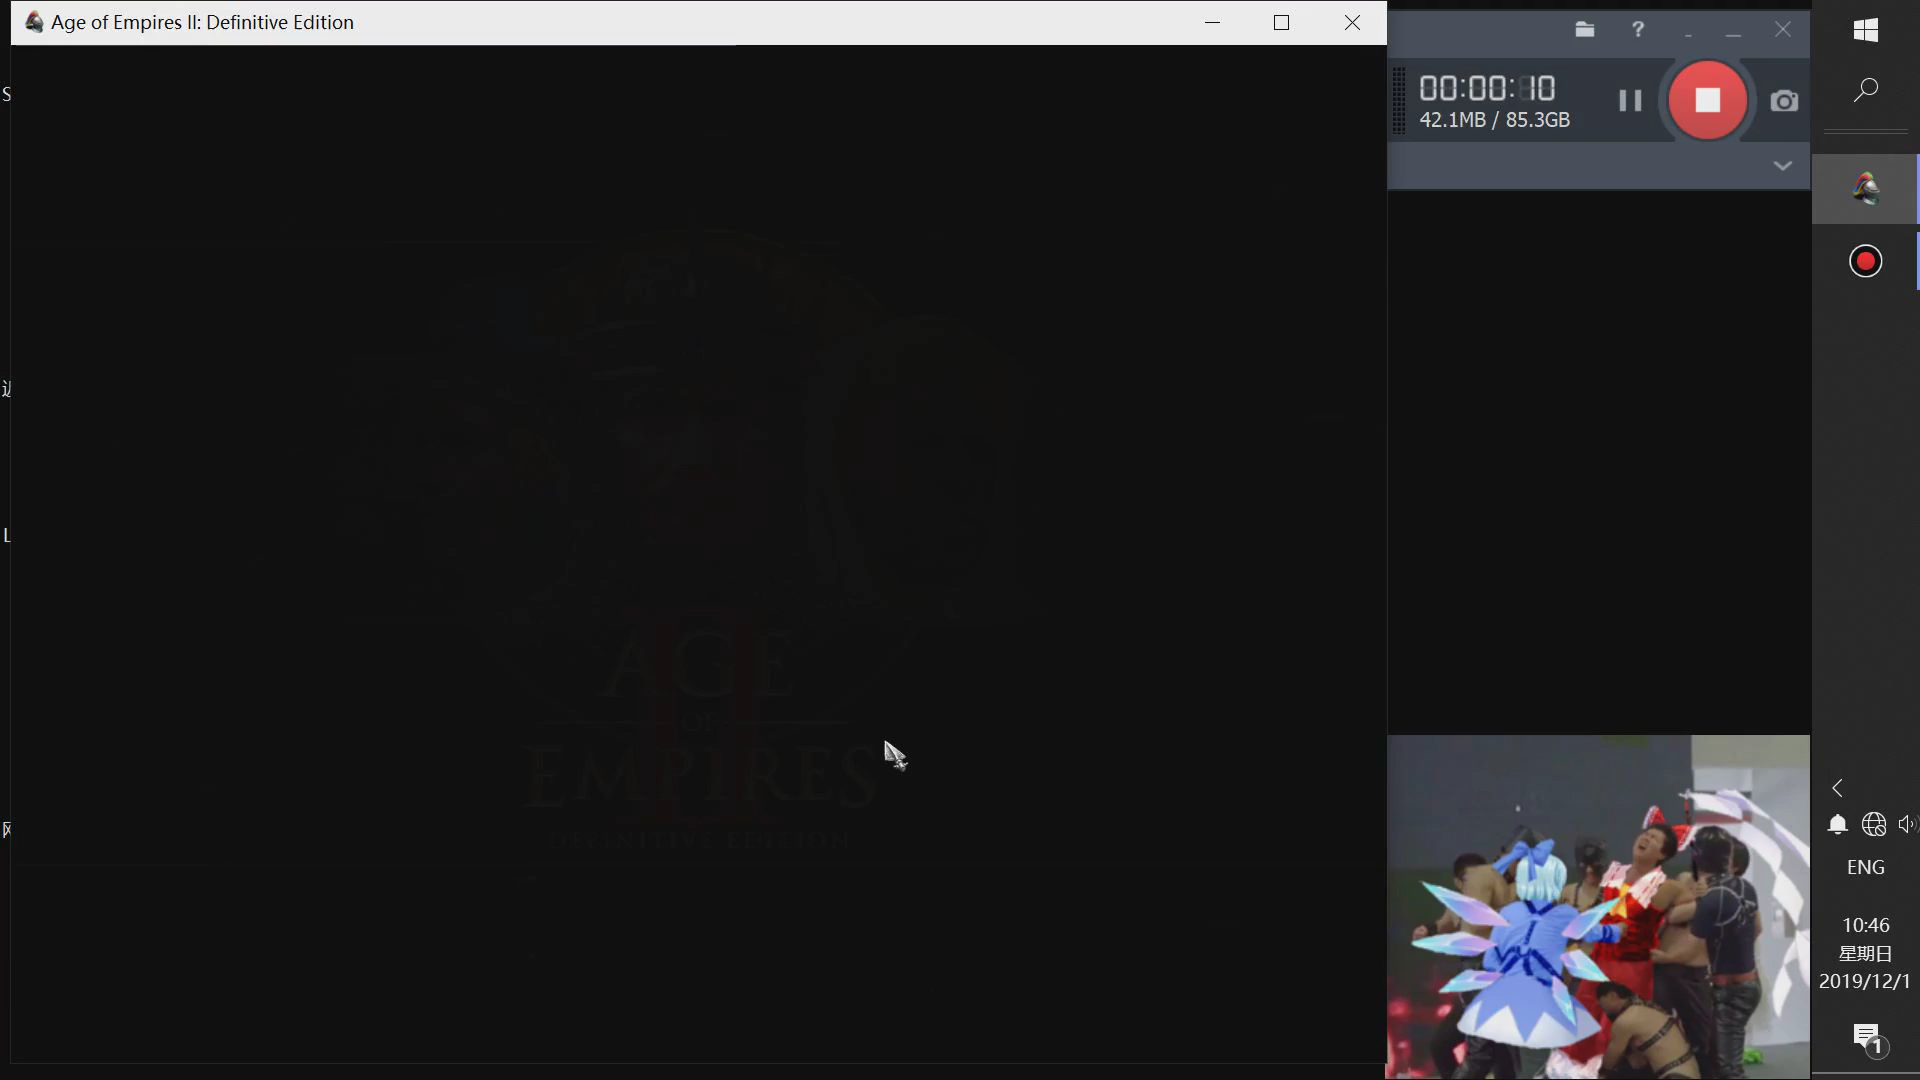 Age of Empires II: Definitive Edition
00:00:10
42.1MB / 85.3GB
S
L
AGE
OF
EMPIRES
DEFINITIVE EDITION
ENG
10:46
星期日
2019/12/1
1